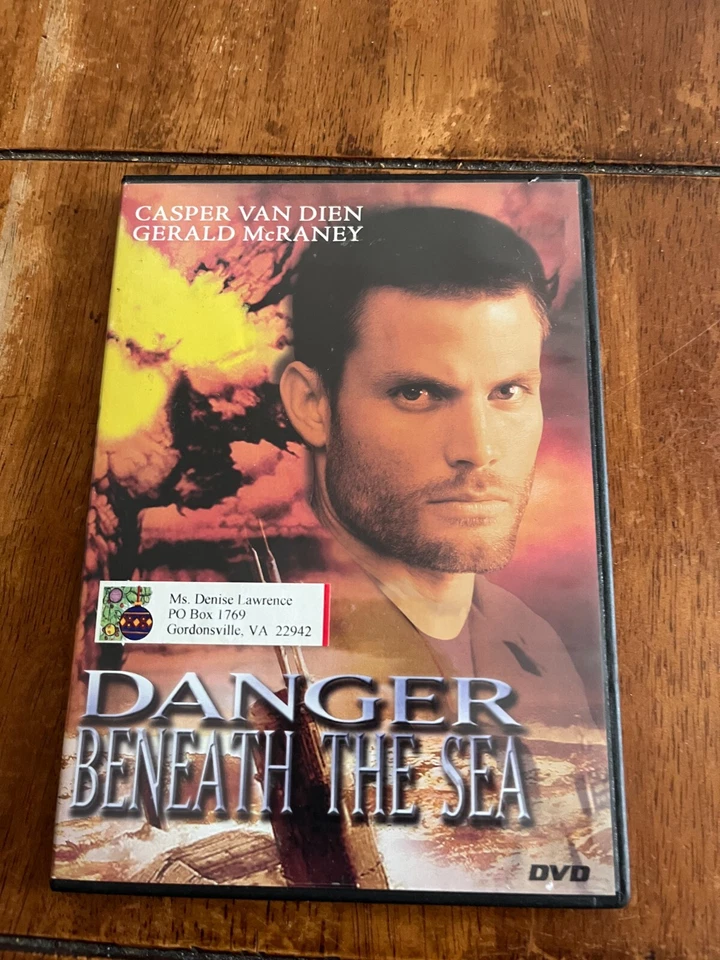 CASPER VAN DIEN
GERALD McRANEY
Ms. Denise Lawrence
PO Box 1769
Gordonsville, VA 22942
DANGER
BENEATH THE SEA
DVD